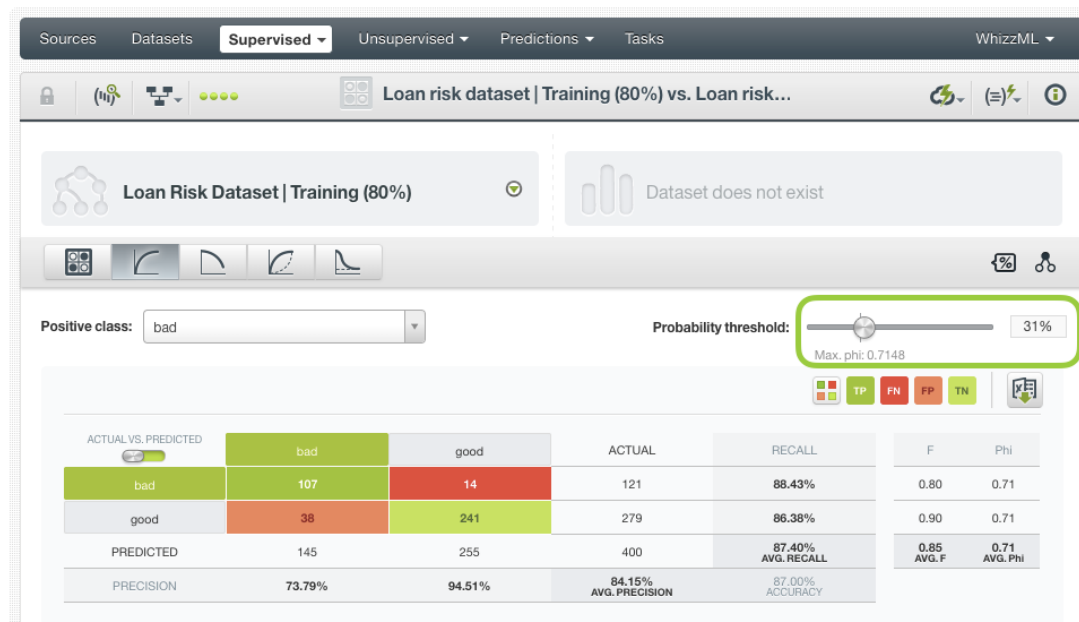 Sources Datasets Supervised Unsupervised Predictions Tasks WhizzML
Loan risk dataset | Training (80%) vs. Loan risk...
Loan Risk Dataset | Training (80%) Dataset does not exist
Positive class: bad Probability threshold: 31%
Max. phi: 0.7148
TP FN FP TN
ACTUAL VS. PREDICTED bad good ACTUAL RECALL F Phi
bad 107 14 121 88.43% 0.80 0.71
good 38 241 279 86.38% 0.90 0.71
PREDICTED 145 255 400 87.40% AVG. RECALL 0.85 AVG. F 0.71 AVG. Phi
PRECISION 73.79% 94.51% 84.15% AVG. PRECISION 87.00% ACCURACY